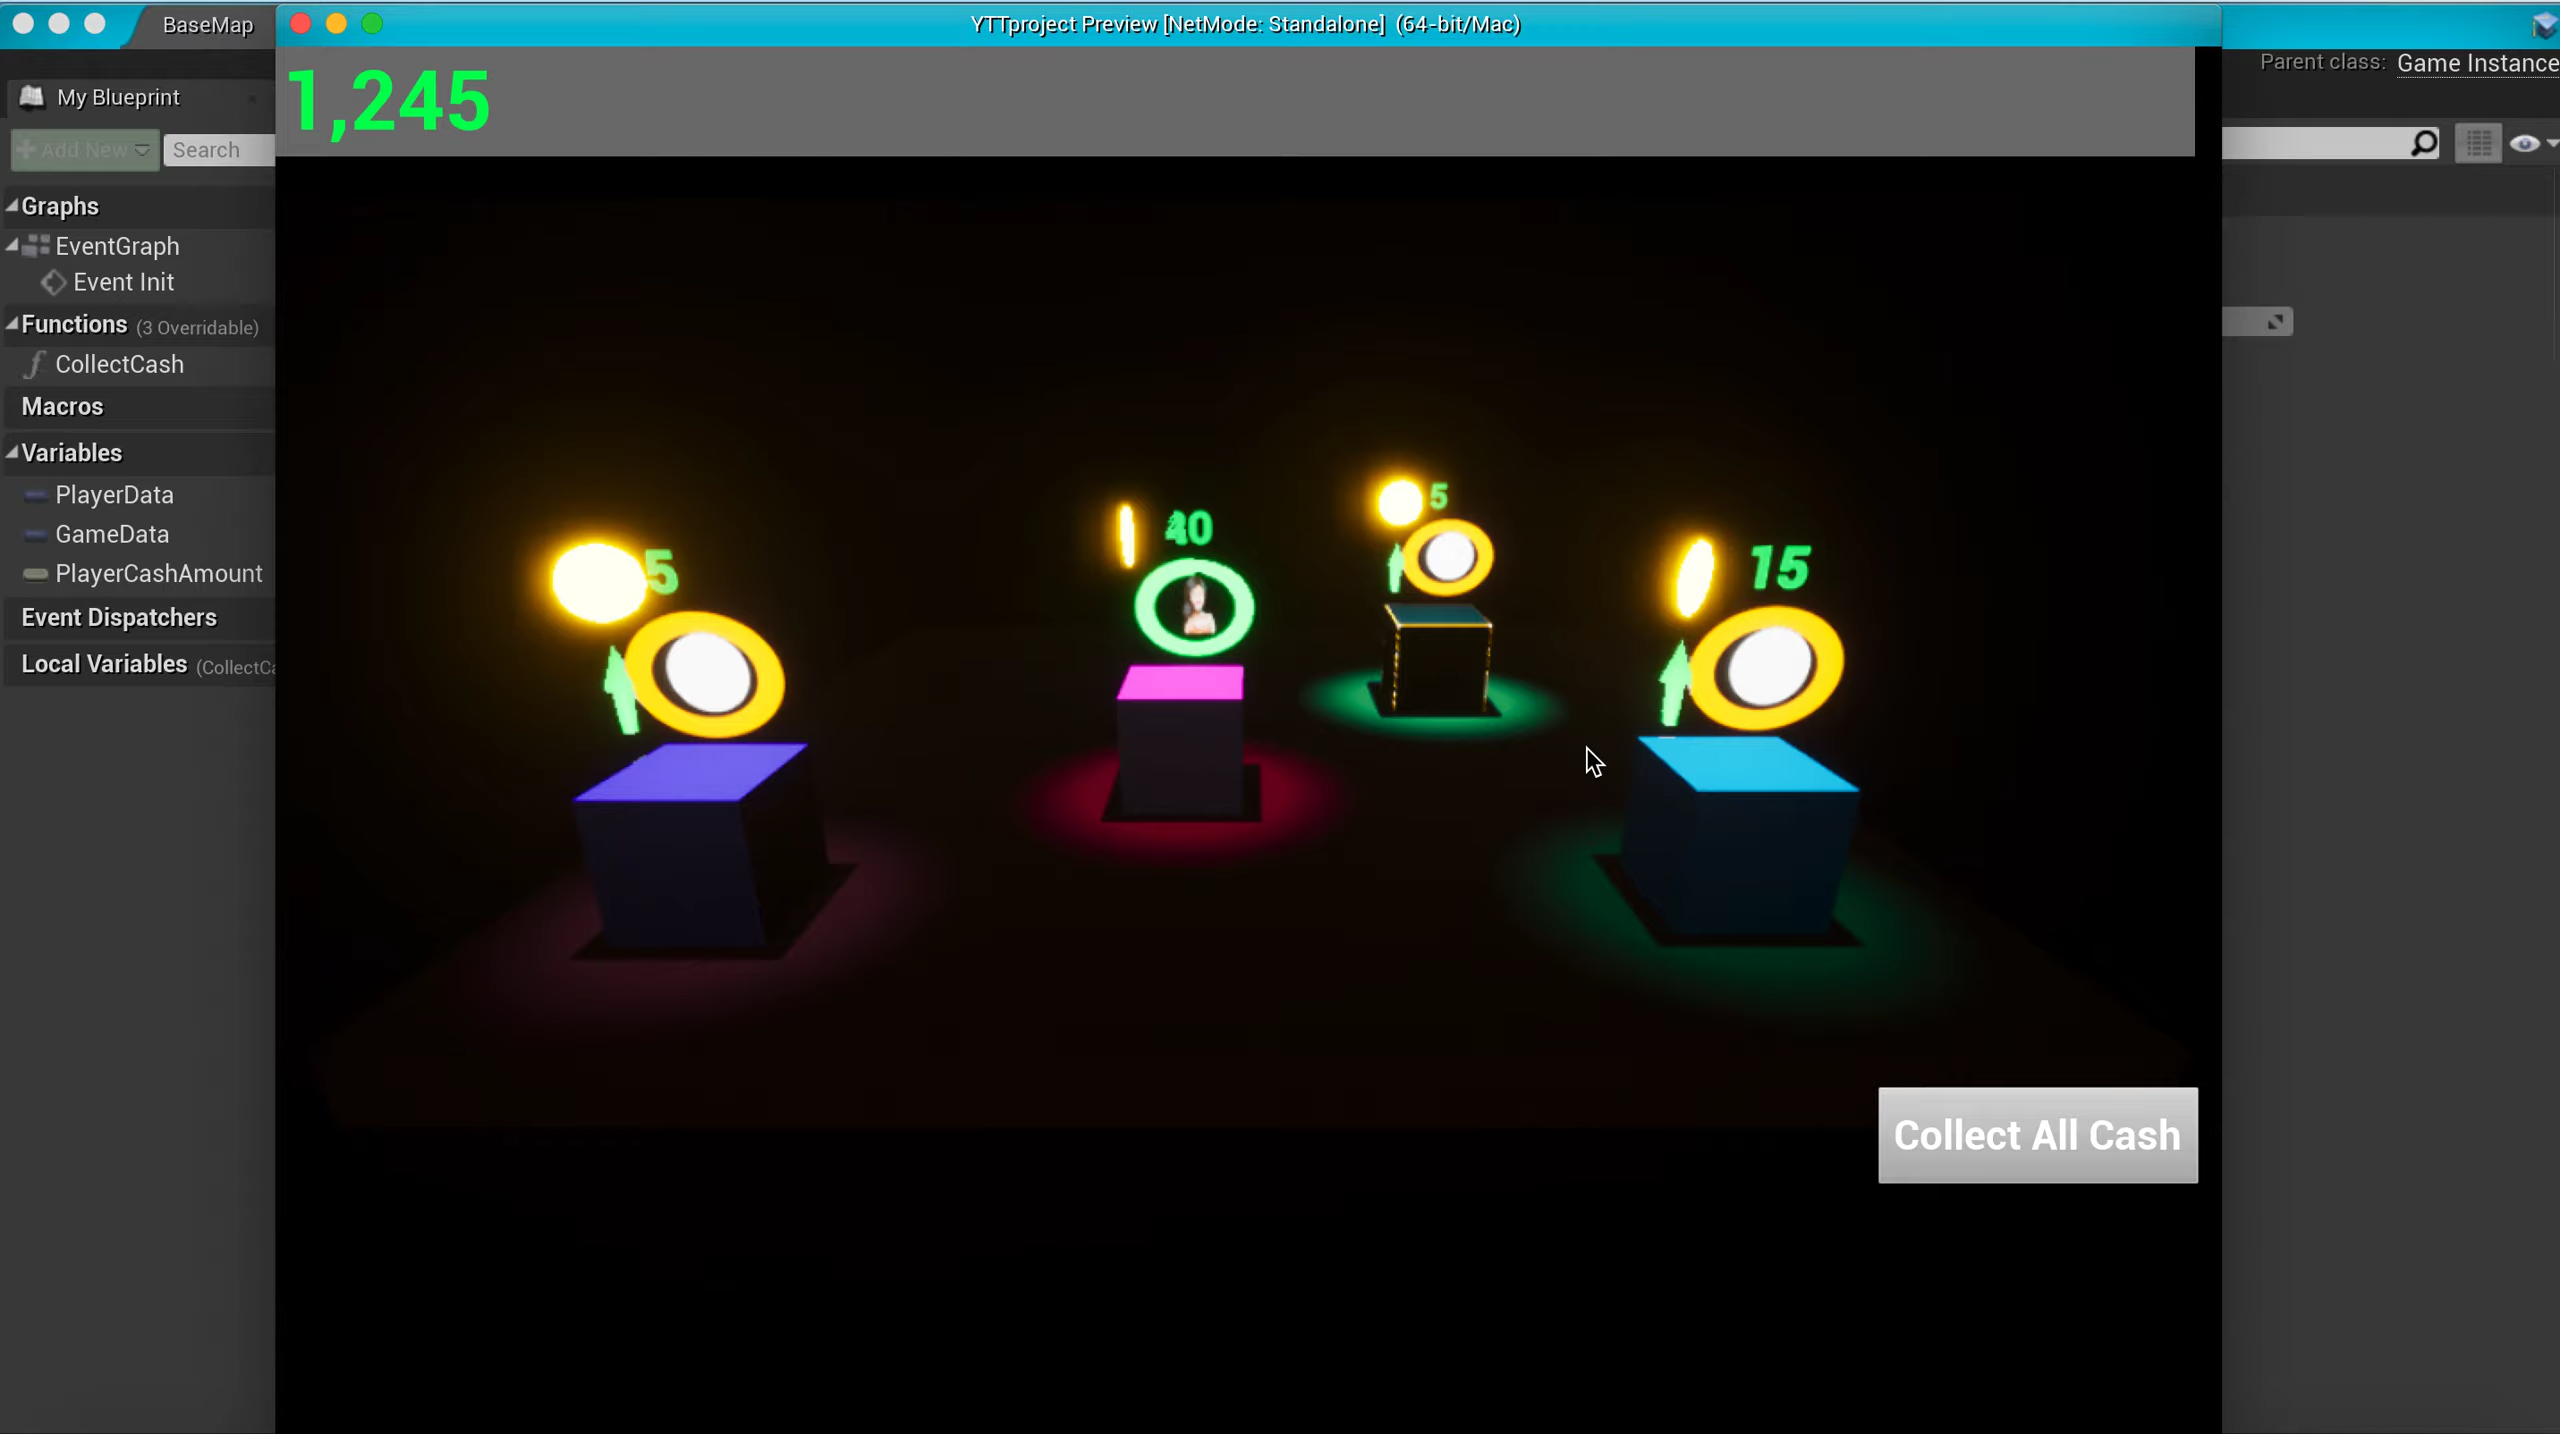 BaseMap
YTTproject Preview [NetMode: Standalone] (64-bit/Mac)
Parent class: Game Instance
My Blueprint
1,245
Add New
Search
Graphs
EventGraph
Event Init
Functions (3 Overridable)
CollectCash
Macros
Variables
PlayerData
GameData
PlayerCashAmount
Event Dispatchers
Local Variables (CollectCa
5
40
5
15
Collect All Cash